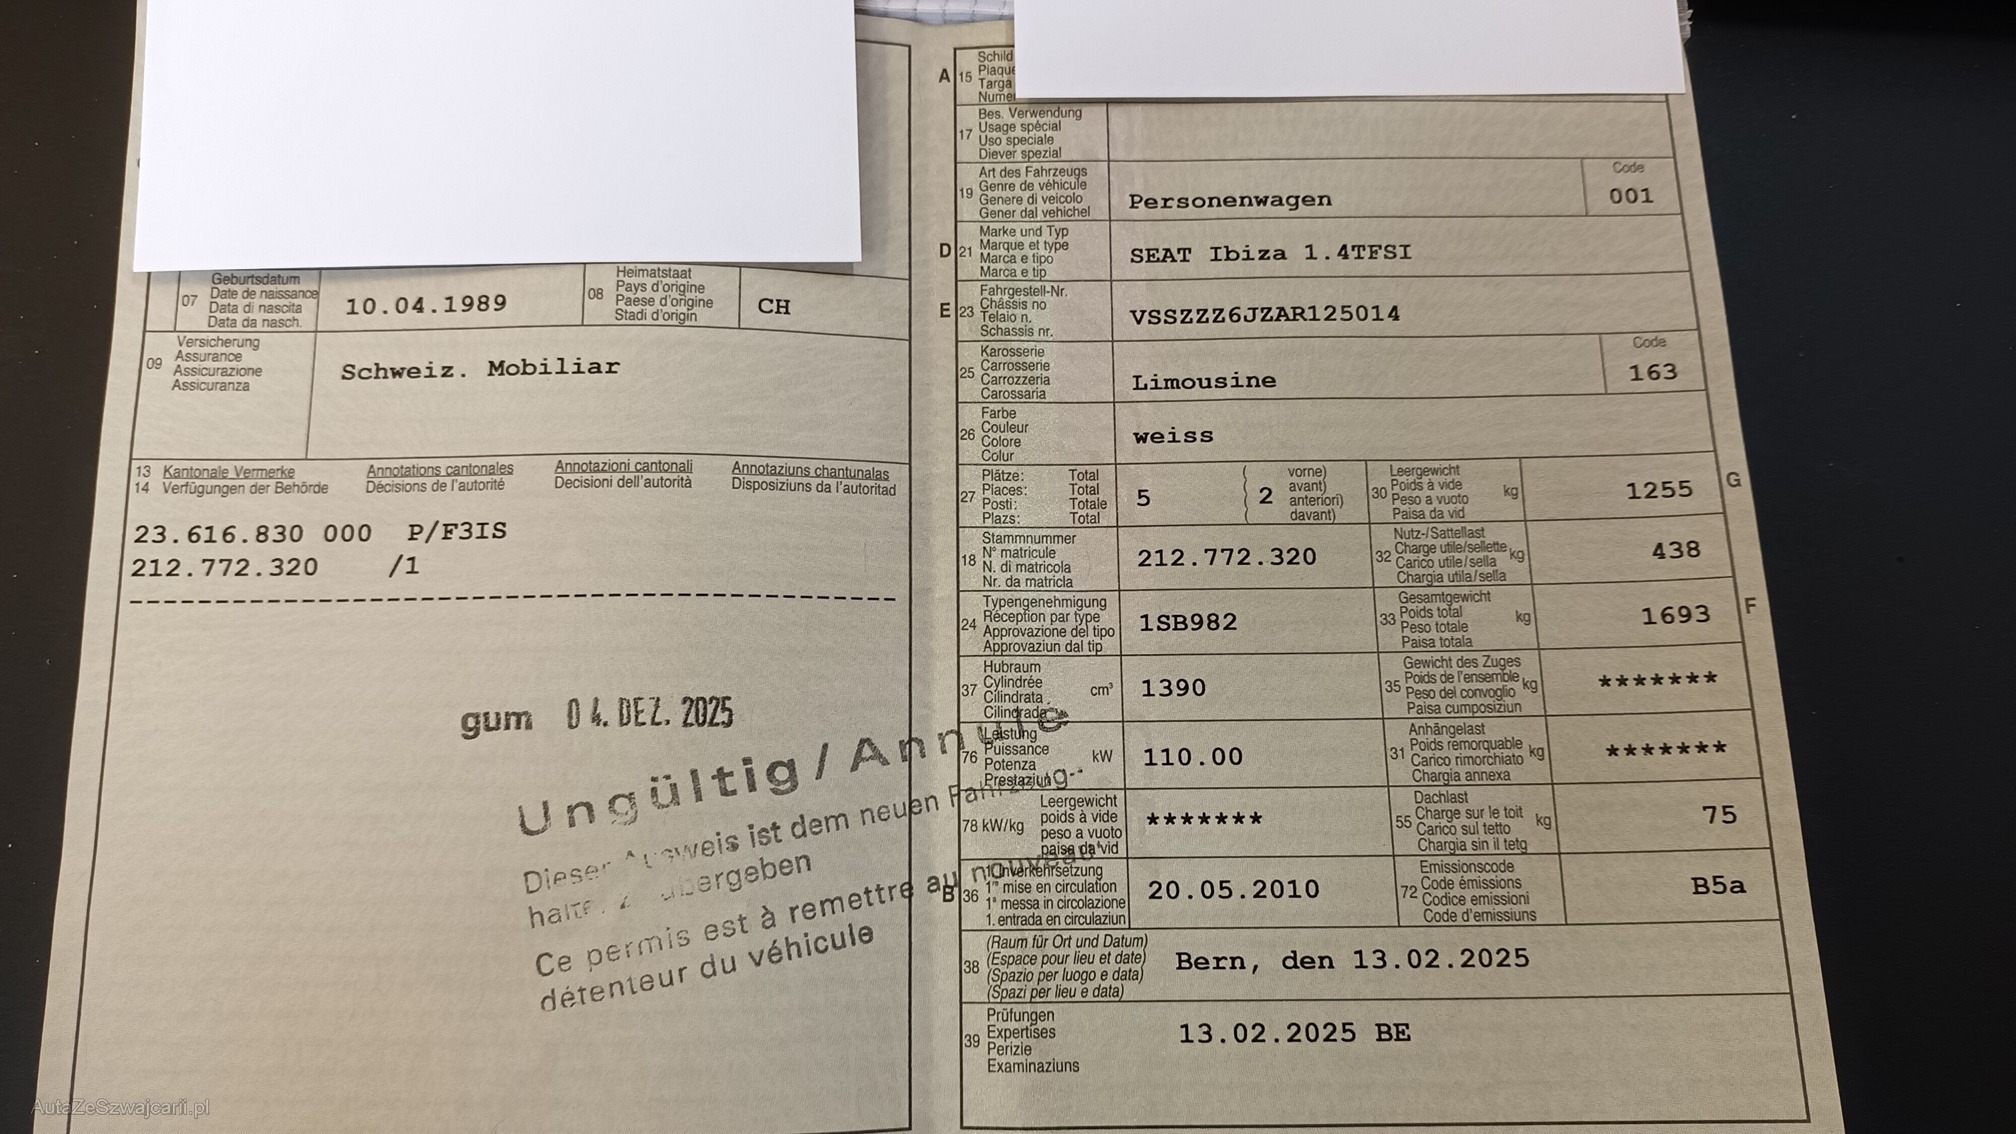 Geburtsdatum
07 Date de naissance 10.04.1989
Data di nascita
Data da nasch.
Heimatstaat
08 Pays d'origine CH
Paese d'origine
Stadi d'origin
Versicherung
09 Assurance Schweiz. Mobiliar
Assicurazione
Assicuranza
13 Kantonale Vermerke Annotations cantonales Annotazioni cantonali Annotaziuns chantunalas
14 Verfügungen der Behörde Décisions de l'autorité Decisioni dell'autorità Disposiziuns da l'autoritad
23.616.830 000 P/F3IS
212.772.320 /1
gum 04. DEZ. 2025
Ungültig / Annulé
Dieser Ausweis ist dem neuen Fahrzeug-
halter zu übergeben
Ce permis est à remettre au nouveau
détenteur du véhicule
A 15 Schild
Plaque
Targa
Numer
17 Bes. Verwendung
Usage spécial
Uso speciale
Diever spezial
19 Art des Fahrzeugs Code
Genre de véhicule Personenwagen 001
Genere di veicolo
Gener dal vehichel
D 21 Marke und Typ
Marque et type SEAT Ibiza 1.4TFSI
Marca e tipo
Marca e tip
E 23 Fahrgestell-Nr.
Châssis no VSSZZZ6JZAR125014
Telaio n.
Schassis nr.
25 Karosserie Code
Carrosserie Limousine 163
Carrozzeria
Carossaria
26 Farbe
Couleur weiss
Colore
Colur
27 Plätze: Total 5 ( vorne)
Places: Total ( 2 avant)
Posti: Totale ( anteriori)
Plazs: Total ( davant)
30 Leergewicht
Poids à vide kg 1255 G
Peso a vuoto
Paisa da vid
18 Stammnummer
N° matricule 212.772.320
N. di matricola
Nr. da matricla
32 Nutz-/Sattellast
Charge utile/sellette kg 438
Carico utile/sella
Chargia utila/sella
24 Typengenehmigung
Réception par type 1SB982
Approvazione del tipo
Approvaziun dal tip
33 Gesamtgewicht
Poids total kg 1693 F
Peso totale
Paisa totala
37 Hubraum
Cylindrée cm³ 1390
Cilindrata
Cilindrada
35 Gewicht des Zuges
Poids de l'ensemble kg *******
Peso del convoglio
Paisa cumposiziun
76 Leistung
Puissance kW 110.00
Potenza
Prestaziun
31 Anhängelast
Poids remorquable kg *******
Carico rimorchiato
Chargia annexa
78 kW/kg Leergewicht
poids à vide *******
peso a vuoto
paisa da vid
55 Dachlast
Charge sur le toit kg 75
Carico sul tetto
Chargia sin il tetg
B 36 1. Inverkehrsetzung
1re mise en circulation 20.05.2010
1a messa in circolazione
1. entrada en circulaziun
72 Emissionscode
Code émissions B5a
Codice emissioni
Code d'emissiuns
38 (Raum für Ort und Datum)
(Espace pour lieu et date) Bern, den 13.02.2025
(Spazio per luogo e data)
(Spazi per lieu e data)
39 Prüfungen
Expertises 13.02.2025 BE
Perizie
Examinaziuns
AutaZeSzwajcarii.pl